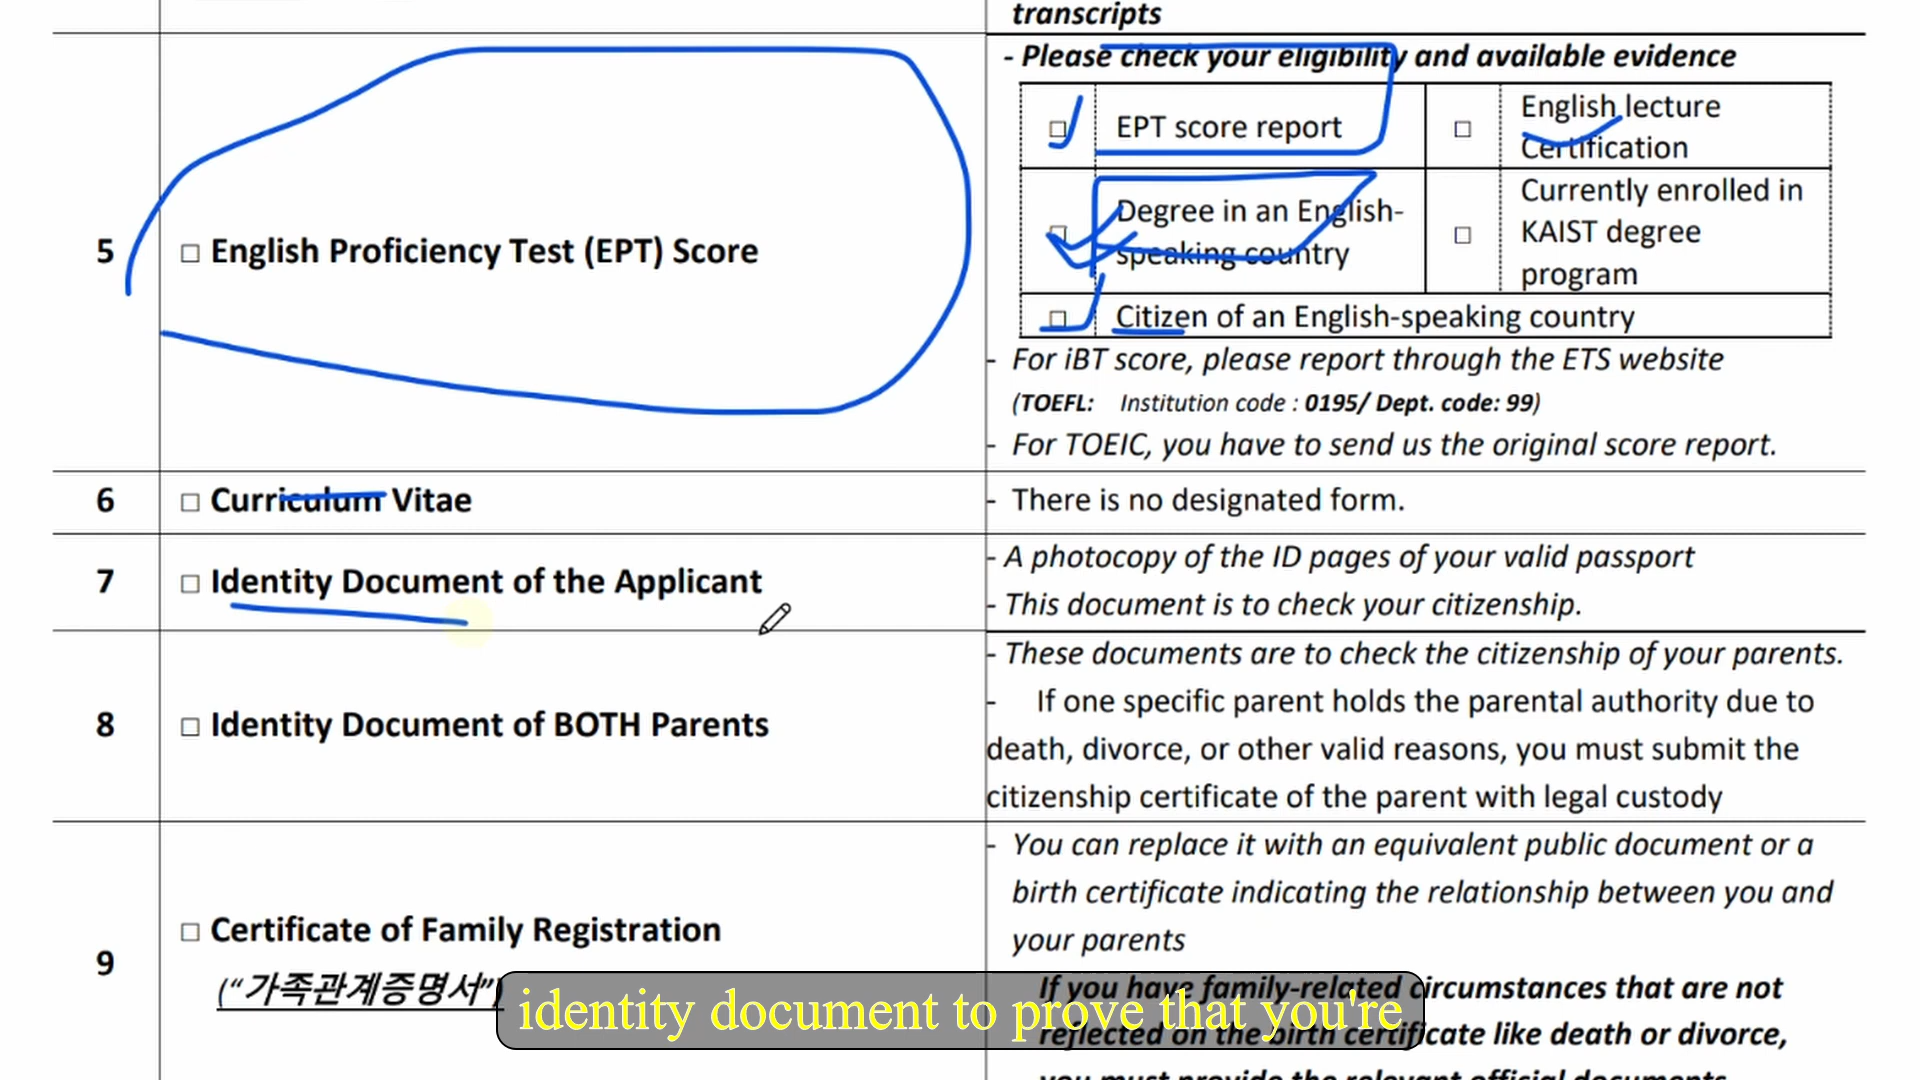 transcripts
- Please check your eligibility and available evidence
□ EPT score report □ English lecture
Certification
5 □ English Proficiency Test (EPT) Score
□ Degree in an English-
speaking country
□ Currently enrolled in
KAIST degree
program
□ Citizen of an English-speaking country
- For iBT score, please report through the ETS website
(TOEFL: Institution code : 0195/ Dept. code: 99)
- For TOEIC, you have to send us the original score report.
6 □ Curriculum Vitae
- There is no designated form.
7 □ Identity Document of the Applicant
- A photocopy of the ID pages of your valid passport
- This document is to check your citizenship.
8 □ Identity Document of BOTH Parents
- These documents are to check the citizenship of your parents.
- If one specific parent holds the parental authority due to
death, divorce, or other valid reasons, you must submit the
citizenship certificate of the parent with legal custody
9 □ Certificate of Family Registration
("가족관계증명서")
- You can replace it with an equivalent public document or a
birth certificate indicating the relationship between you and
your parents
If you have family-related circumstances that are not
reflected on the birth certificate like death or divorce,
you must provide the relevant official documents
identity document to prove that you're